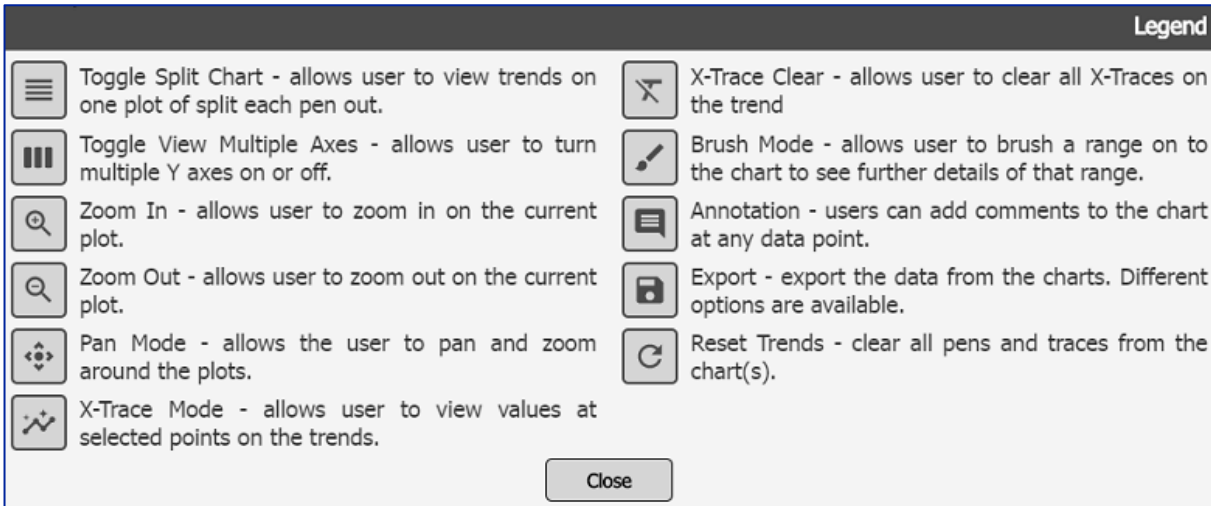 Legend
Toggle Split Chart - allows user to view trends on
one plot of split each pen out.
Toggle View Multiple Axes - allows user to turn
multiple Y axes on or off.
Zoom In - allows user to zoom in on the current
plot.
Zoom Out - allows user to zoom out on the current
plot.
Pan Mode - allows the user to pan and zoom
around the plots.
X-Trace Mode - allows user to view values at
selected points on the trends.
X-Trace Clear - allows user to clear all X-Traces on
the trend
Brush Mode - allows user to brush a range on to
the chart to see further details of that range.
Annotation - users can add comments to the chart
at any data point.
Export - export the data from the charts. Different
options are available.
Reset Trends - clear all pens and traces from the
chart(s).
Close